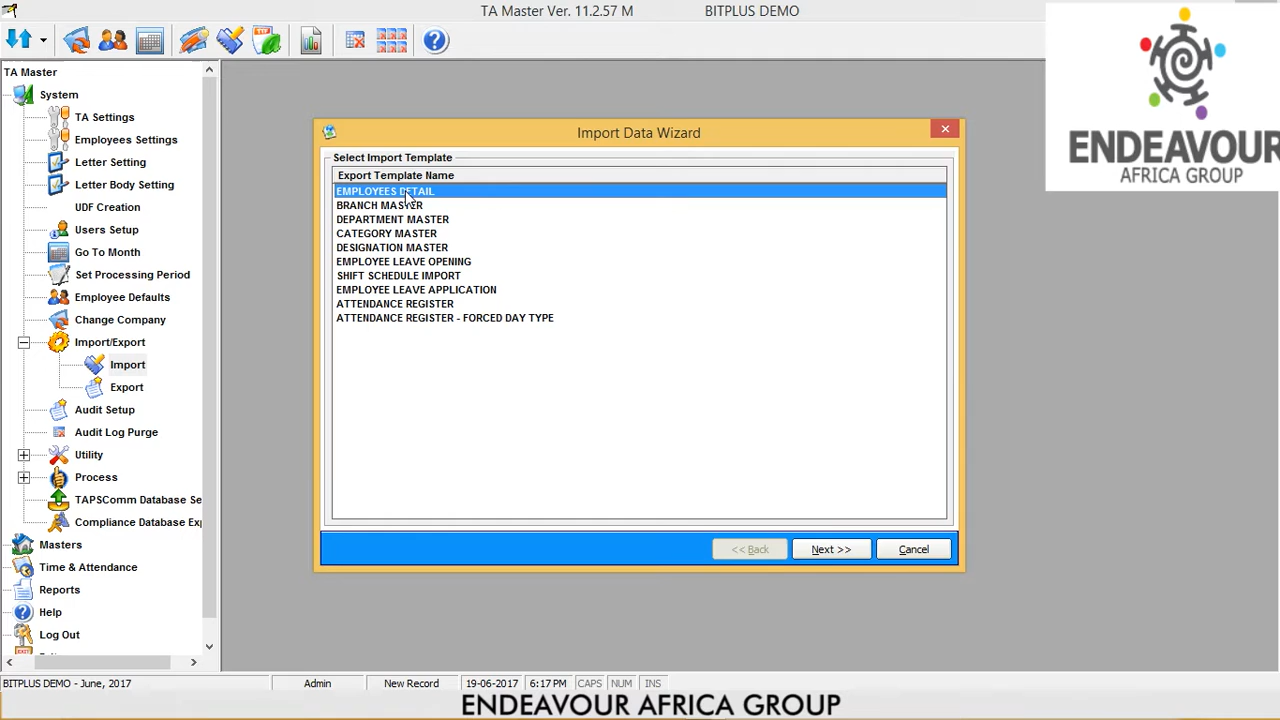 TA Master Ver. 11.2.57 M BITPLUS DEMO
TA Master
System
TA Settings
Employees Settings
Letter Setting
Letter Body Setting
UDF Creation
Users Setup
Go To Month
Set Processing Period
Employee Defaults
Change Company
Import/Export
Import
Export
Audit Setup
Audit Log Purge
Utility
Process
TAPSComm Database Se
Compliance Database Ex
Masters
Time & Attendance
Reports
Help
Log Out
Import Data Wizard
Select Import Template
Export Template Name
EMPLOYEES DETAIL
BRANCH MASTER
DEPARTMENT MASTER
CATEGORY MASTER
DESIGNATION MASTER
EMPLOYEE LEAVE OPENING
SHIFT SCHEDULE IMPORT
EMPLOYEE LEAVE APPLICATION
ATTENDANCE REGISTER
ATTENDANCE REGISTER - FORCED DAY TYPE
<< Back Next >> Cancel
ENDEAVOUR
AFRICA GROUP
BITPLUS DEMO - June, 2017 Admin New Record 19-06-2017 6:17 PM CAPS NUM INS
ENDEAVOUR AFRICA GROUP